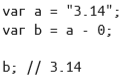 var a = "3.14";
var b = a - 0;
b; // 3.14